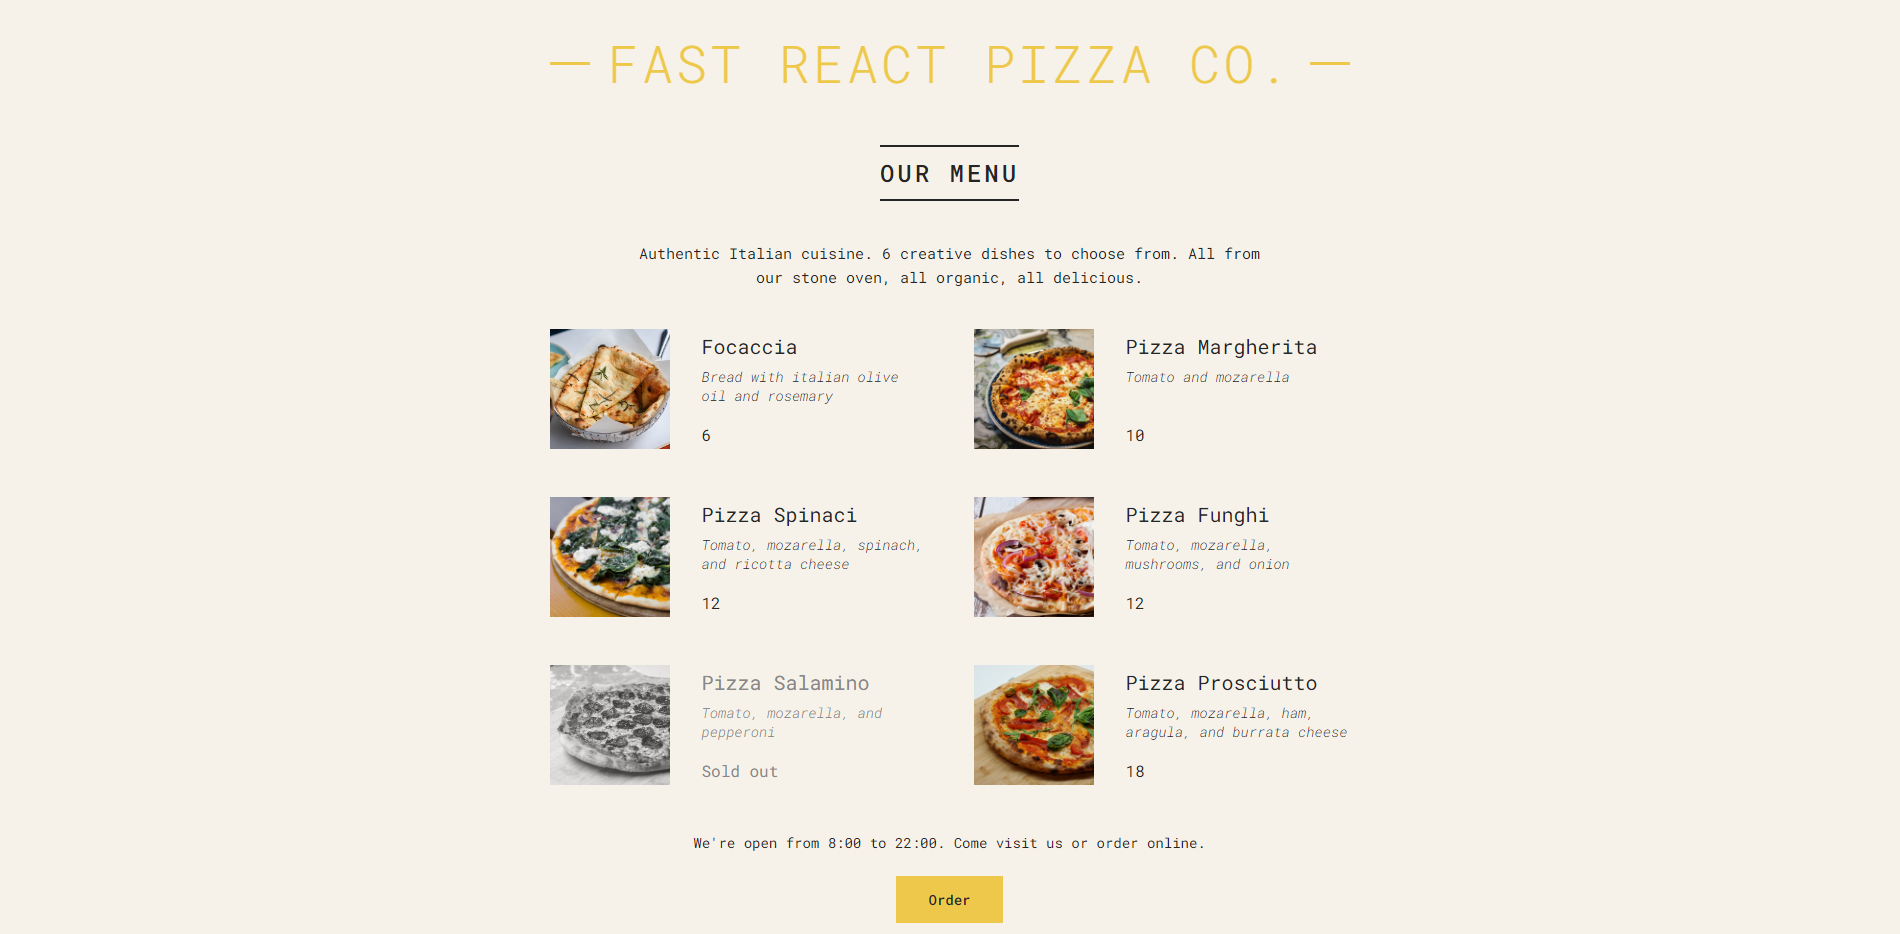 FAST REACT PIZZA CO.
OUR MENU
Authentic Italian cuisine. 6 creative dishes to choose from. All from
our stone oven, all organic, all delicious.
Focaccia
Bread with italian olive
oil and rosemary
6
Pizza Margherita
Tomato and mozarella
10
Pizza Spinaci
Tomato, mozarella, spinach,
and ricotta cheese
12
Pizza Funghi
Tomato, mozarella,
mushrooms, and onion
12
Pizza Salamino
Tomato, mozarella, and
pepperoni
Sold out
Pizza Prosciutto
Tomato, mozarella, ham,
aragula, and burrata cheese
18
We're open from 8:00 to 22:00. Come visit us or order online.
Order